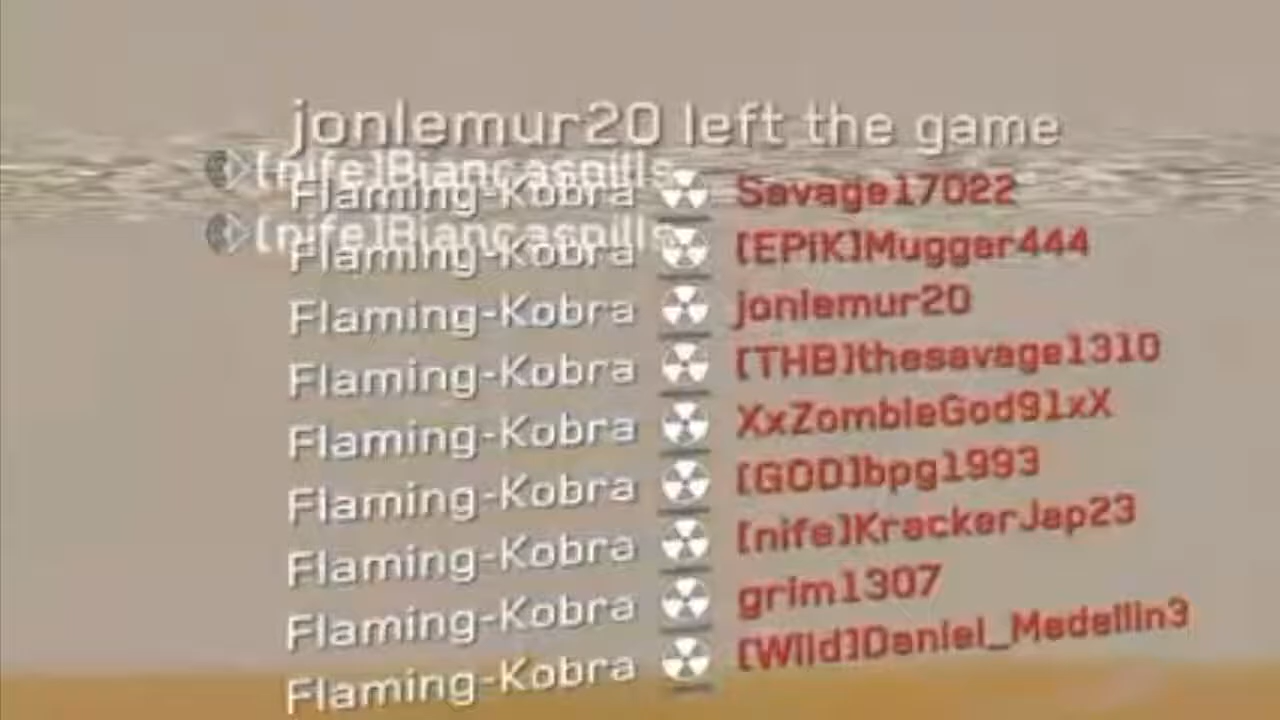 jonlemur20 left the game
[nife]Biancaspills
Flaming-Kobra Savage17022
[nife]Biancaspills
Flaming-Kobra [EPiK]Mugger444
Flaming-Kobra jonlemur20
Flaming-Kobra [THB]thesavage1310
Flaming-Kobra XxZombieGod91xX
Flaming-Kobra [GOD]bpg1993
Flaming-Kobra [nife]KrackerJap23
Flaming-Kobra grim1307
Flaming-Kobra [Wild]Daniel_Medellin3
Flaming-Kobra